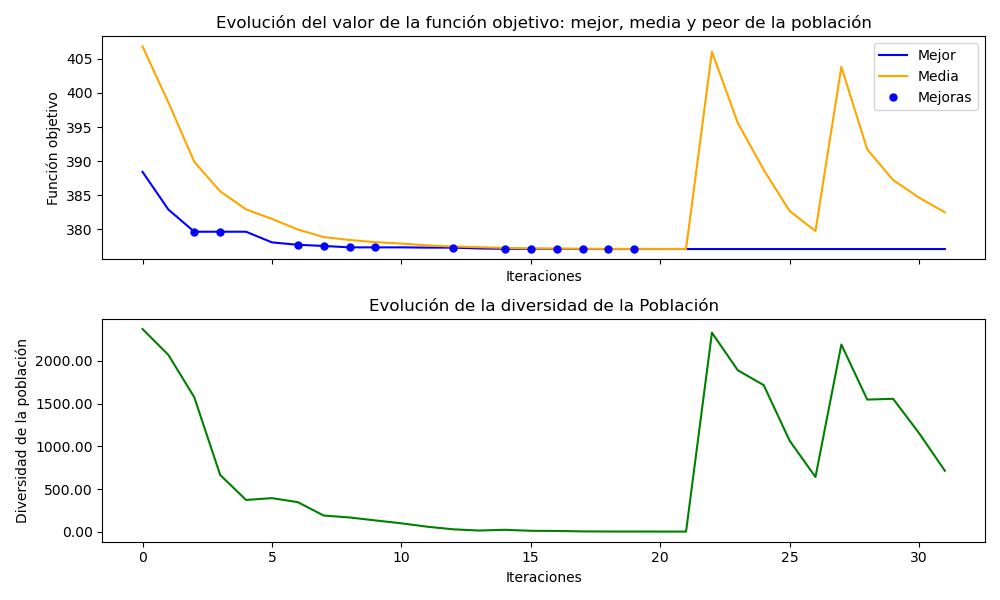 Evolución del valor de la función objetivo: mejor, media y peor de la población
Función objetivo
405
400
395
390
385
380
Mejor
Media
Mejoras
Iteraciones
Evolución de la diversidad de la Población
Diversidad de la población
2000.00
1500.00
1000.00
500.00
0.00
0 5 10 15 20 25 30
Iteraciones